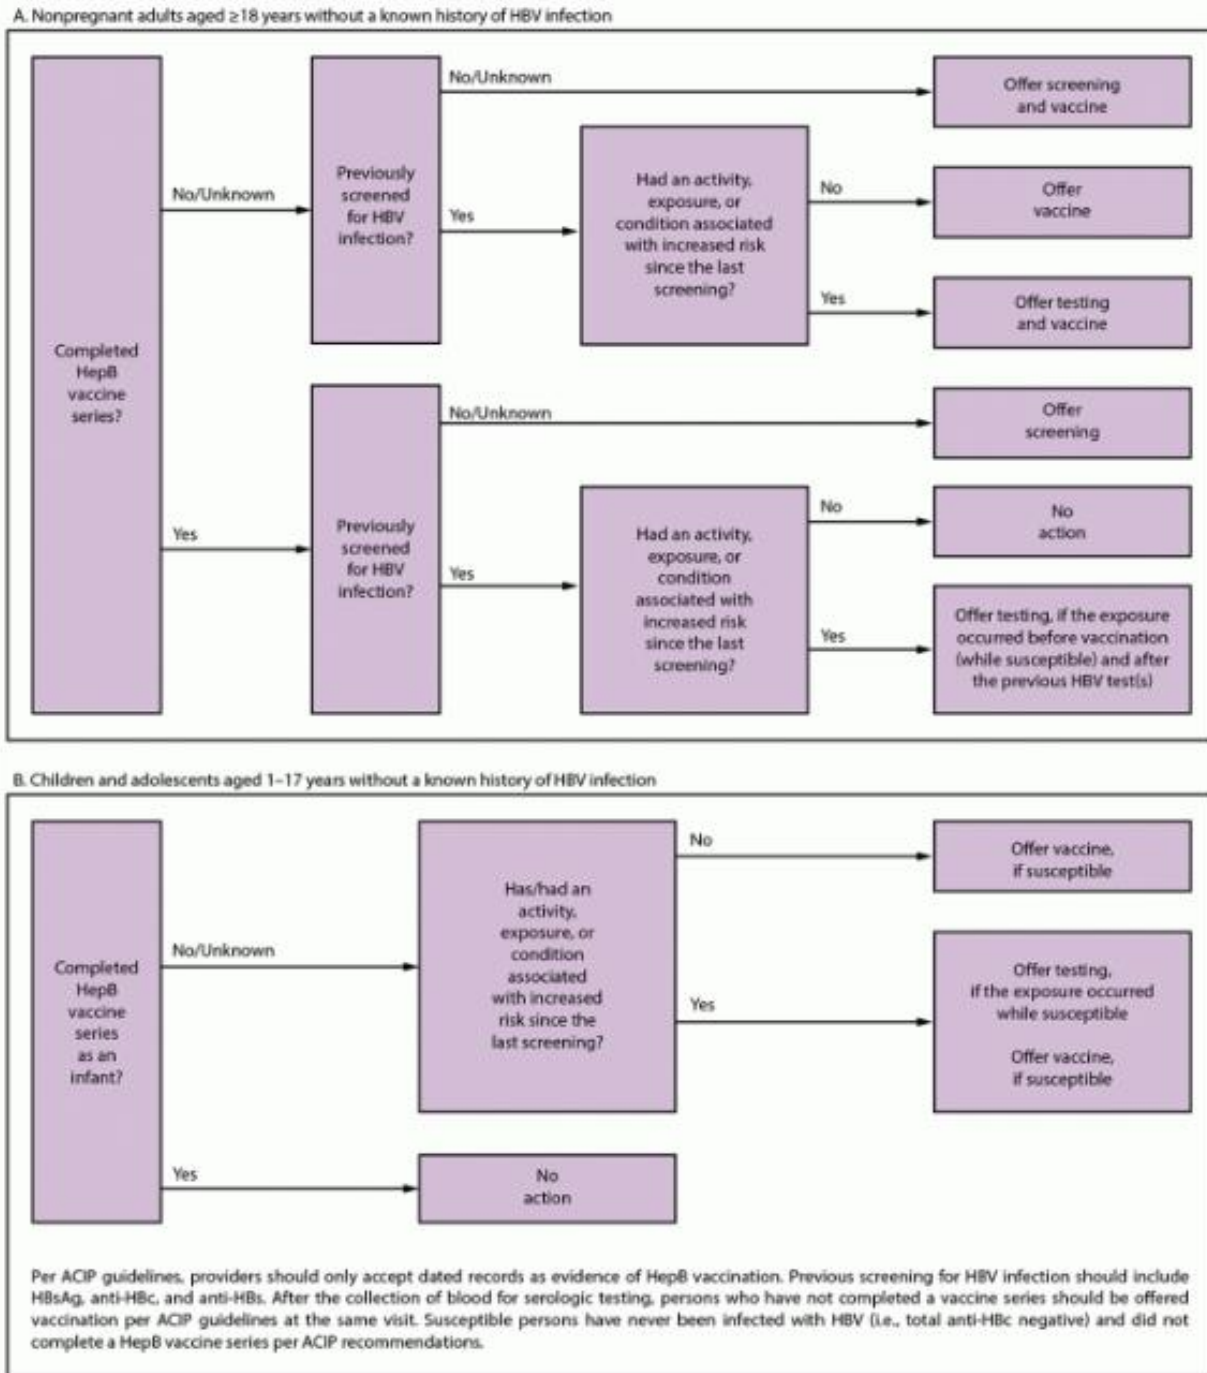 A. Nonpregnant adults aged ≥18 years without a known history of HBV infection
Completed
HepB
vaccine
series?
No/Unknown
Previously
screened
for HBV
infection?
No/Unknown
Offer screening
and vaccine
Yes
Had an activity,
exposure, or
condition associated
with increased risk
since the last
screening?
No
Offer
vaccine
Yes
Offer testing
and vaccine
Yes
Previously
screened
for HBV
infection?
No/Unknown
Offer
screening
Yes
Had an activity,
exposure, or
condition
associated with
increased risk
since the last
screening?
No
No
action
Yes
Offer testing, if the exposure
occurred before vaccination
(while susceptible) and after
the previous HBV test(s)
B. Children and adolescents aged 1–17 years without a known history of HBV infection
Completed
HepB
vaccine
series
as an
infant?
No/Unknown
Has/had an
activity,
exposure, or
condition
associated
with increased
risk since the
last screening?
No
Offer vaccine,
if susceptible
Yes
Offer testing,
if the exposure occurred
while susceptible
Offer vaccine,
if susceptible
Yes
No
action
Per ACIP guidelines, providers should only accept dated records as evidence of HepB vaccination. Previous screening for HBV infection should include
HBsAg, anti-HBc, and anti-HBs. After the collection of blood for serologic testing, persons who have not completed a vaccine series should be offered
vaccination per ACIP guidelines at the same visit. Susceptible persons have never been infected with HBV (i.e., total anti-HBc negative) and did not
complete a HepB vaccine series per ACIP recommendations.